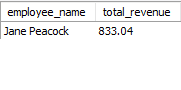 employee_name total_revenue
Jane Peacock 833.04